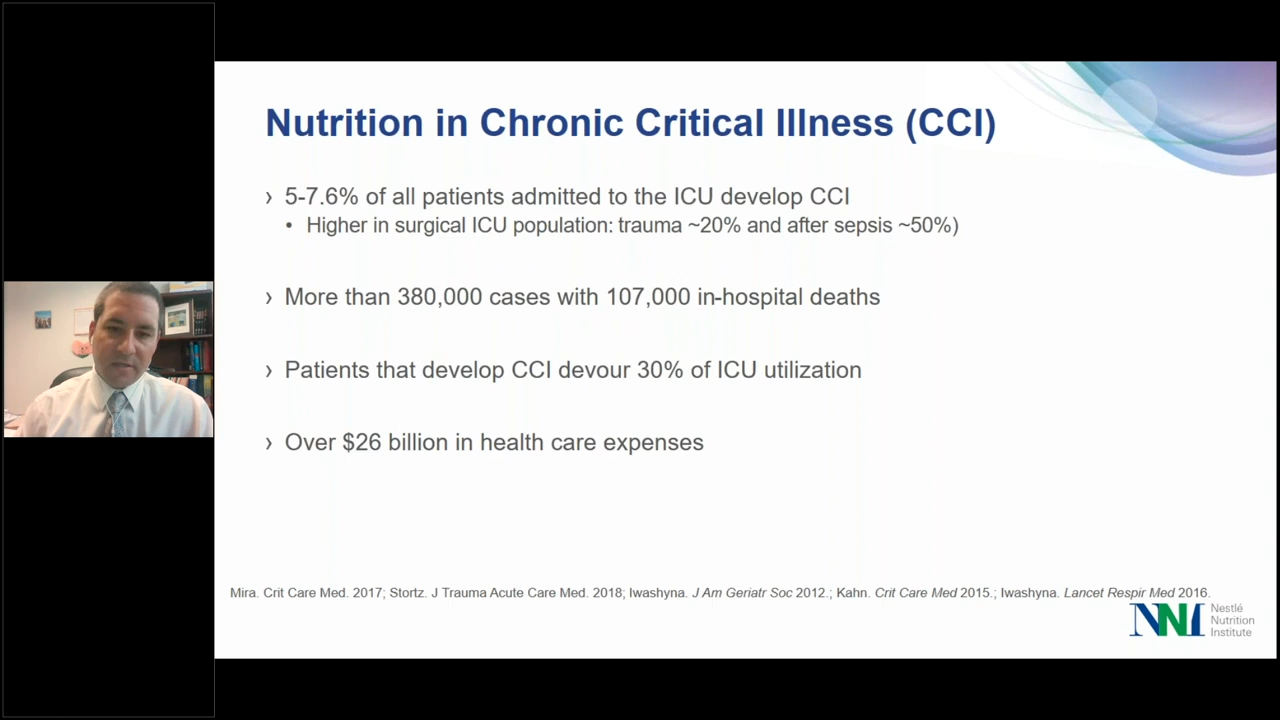 Nutrition in Chronic Critical Illness (CCI)
› 5-7.6% of all patients admitted to the ICU develop CCI
• Higher in surgical ICU population: trauma ~20% and after sepsis ~50%)
› More than 380,000 cases with 107,000 in-hospital deaths
› Patients that develop CCI devour 30% of ICU utilization
› Over $26 billion in health care expenses
Mira. Crit Care Med. 2017; Stortz. J Trauma Acute Care Med. 2018; Iwashyna. J Am Geriatr Soc 2012.; Kahn. Crit Care Med 2015.; Iwashyna. Lancet Respir Med 2016.
NNI
Nestlé
Nutrition
Institute